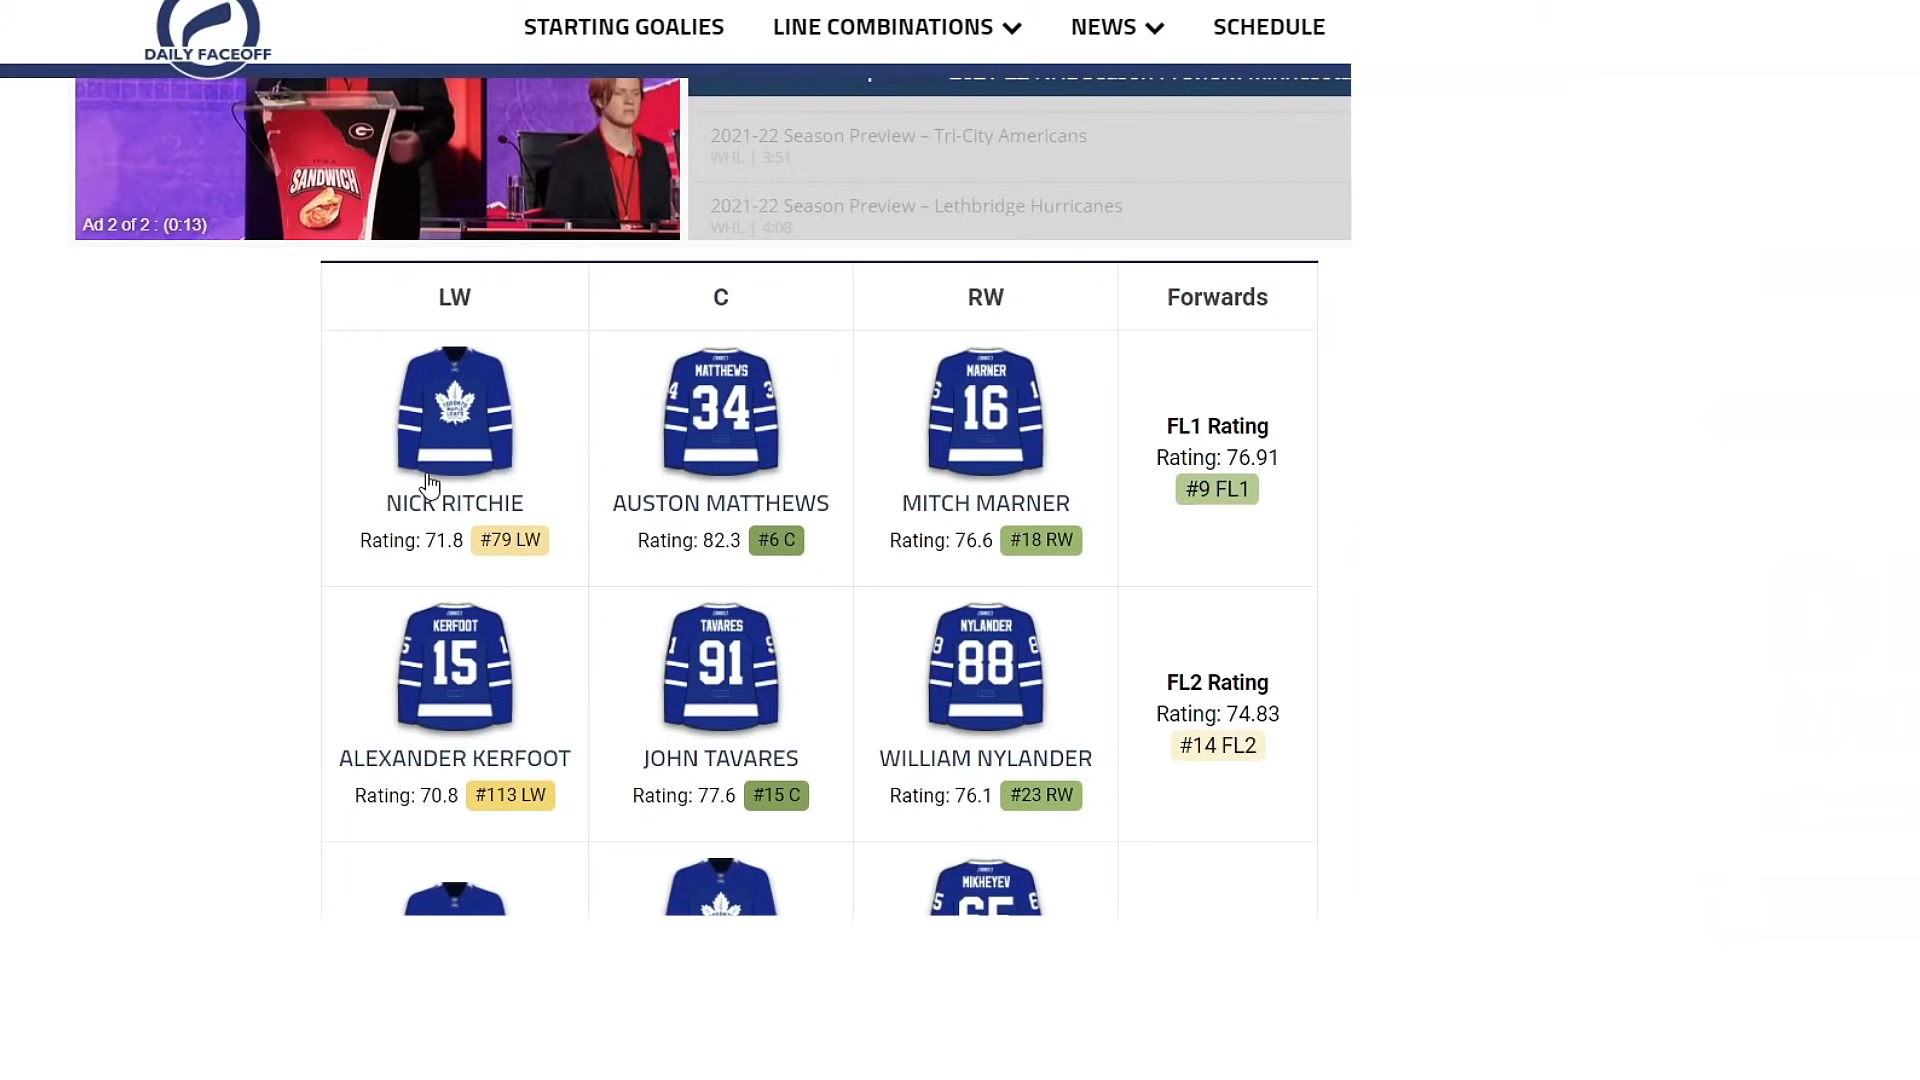 DAILY FACEOFF
STARTING GOALIES
LINE COMBINATIONS
NEWS
SCHEDULE
IT'S A
SANDWICH
Ad 2 of 2 : (0:13)
2021-22 Season Preview – Tri-City Americans
WHL | 3:51
2021-22 Season Preview – Lethbridge Hurricanes
WHL | 4:08
LW
C
RW
Forwards
TORONTO MAPLE LEAFS
MATTHEWS
34
MARNER
16
NICK RITCHIE
Rating: 71.8 #79 LW
AUSTON MATTHEWS
Rating: 82.3 #6 C
MITCH MARNER
Rating: 76.6 #18 RW
FL1 Rating
Rating: 76.91
#9 FL1
KERFOOT
15
TAVARES
91
NYLANDER
88
ALEXANDER KERFOOT
Rating: 70.8 #113 LW
JOHN TAVARES
Rating: 77.6 #15 C
WILLIAM NYLANDER
Rating: 76.1 #23 RW
FL2 Rating
Rating: 74.83
#14 FL2
MIKHEYEV
65